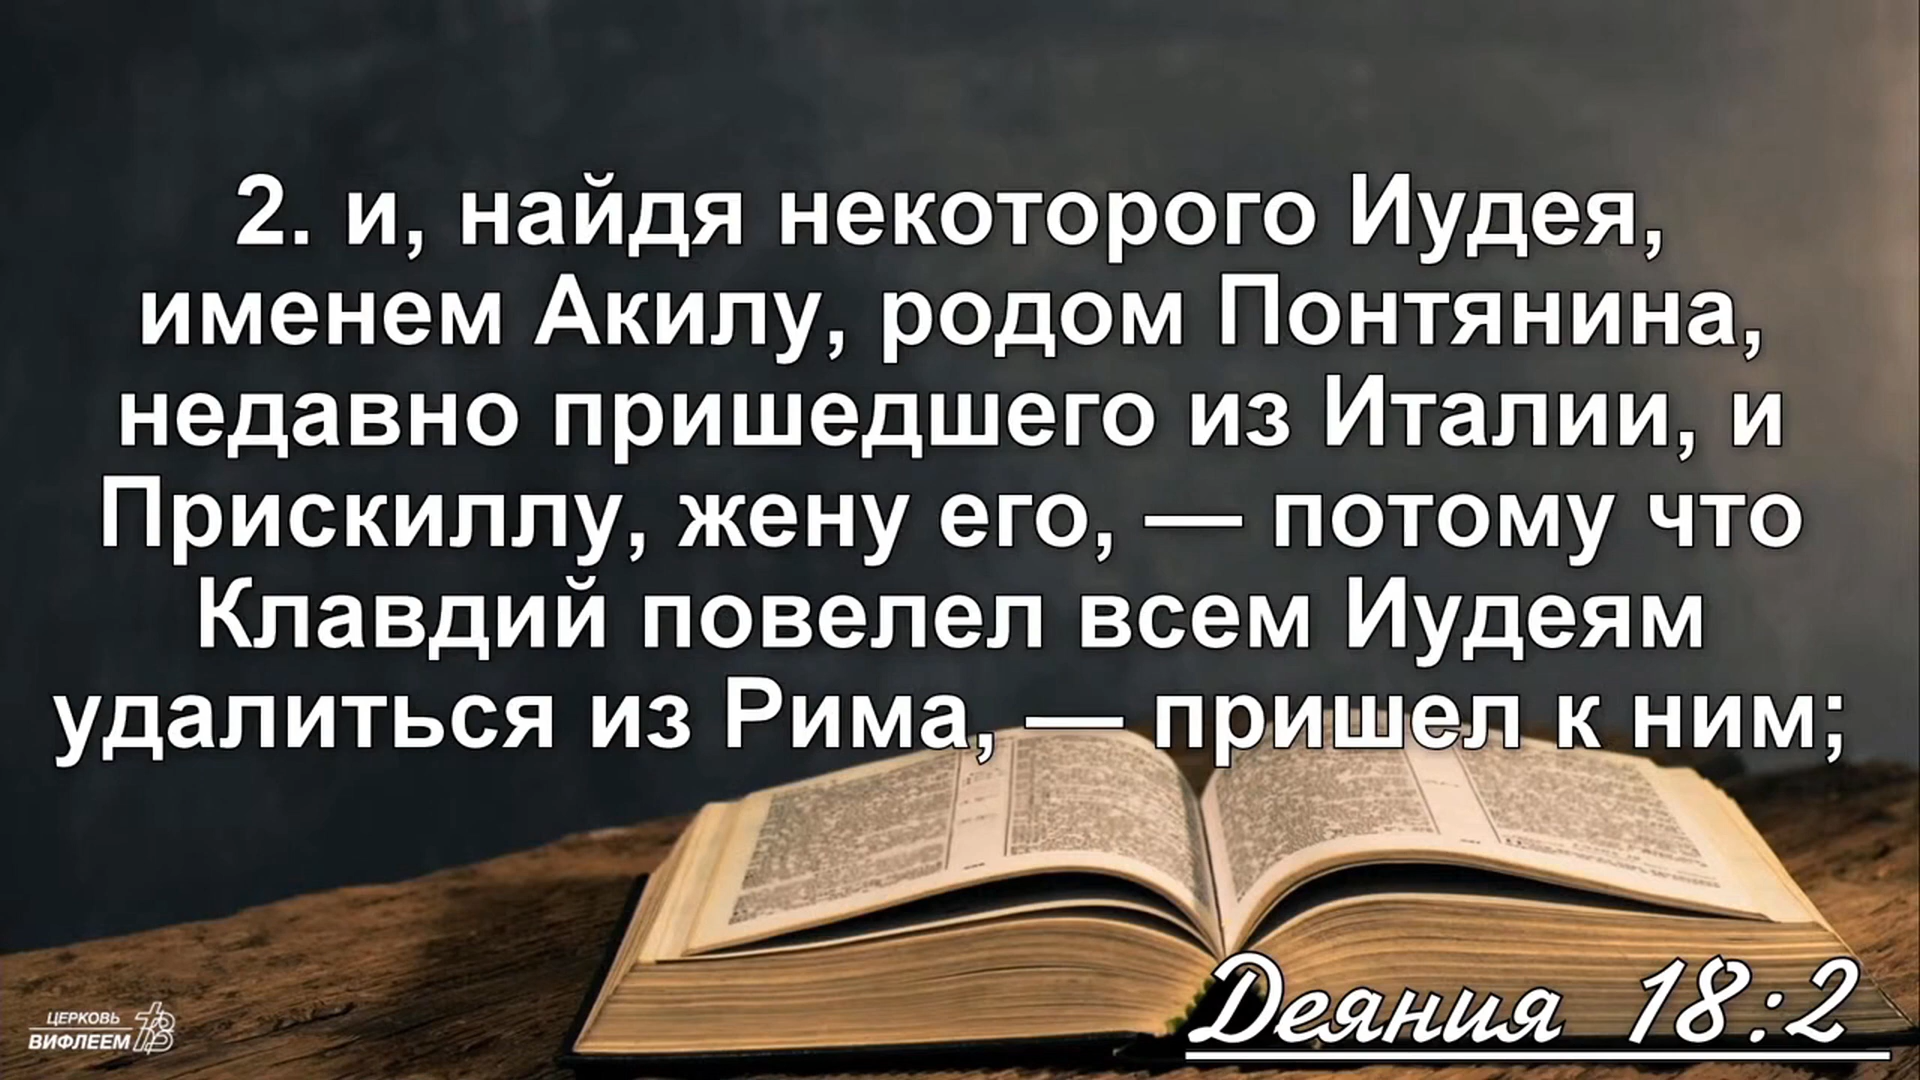 2. и, найдя некоторого Иудея,
именем Акилу, родом Понтянина,
недавно пришедшего из Италии, и
Прискиллу, жену его, — потому что
Клавдий повелел всем Иудеям
удалиться из Рима, — пришел к ним;
Деяния 18:2
ЦЕРКОВЬ
ВИФЛЕЕМ